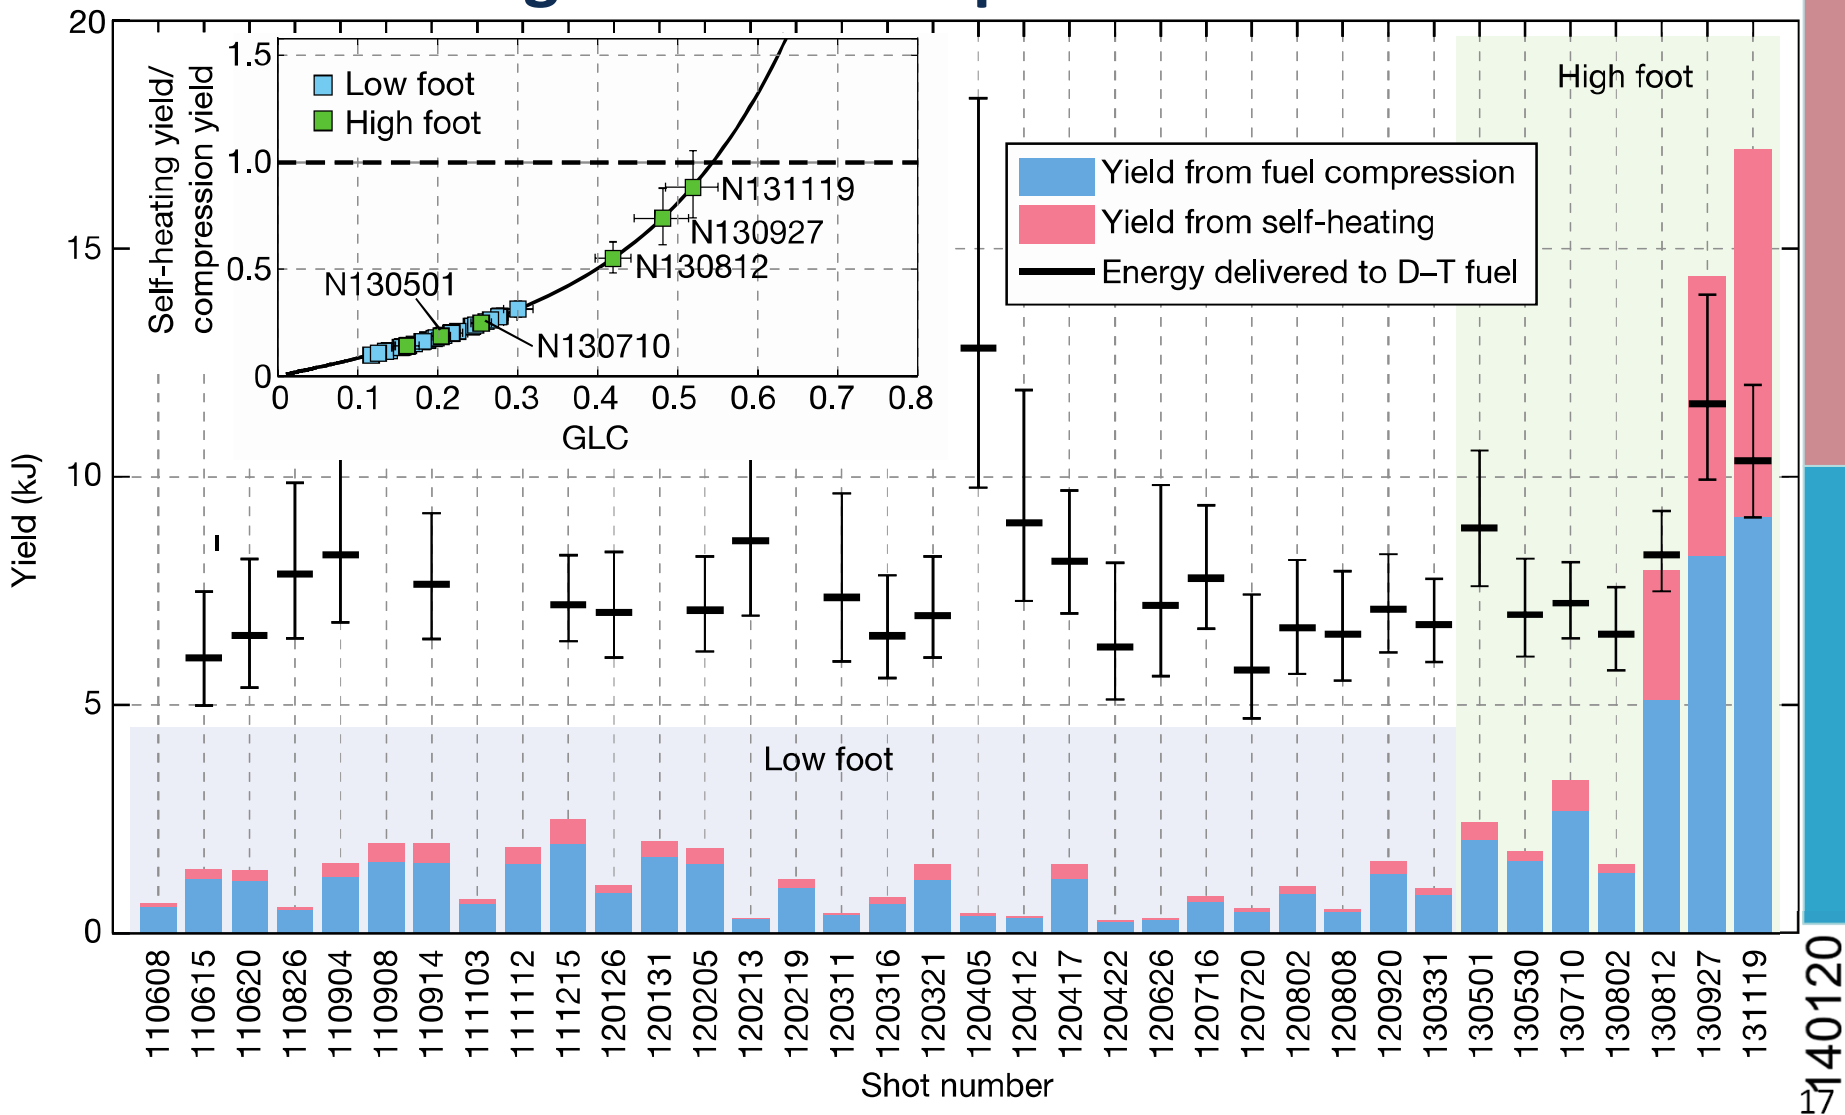 20
15
10
5
0
Yield (kJ)
Self-heating yield/
compression yield
1.5
1.0
0.5
0
Low foot
High foot
N131119
N130927
N130812
N130501
N130710
0 0.1 0.2 0.3 0.4 0.5 0.6 0.7 0.8
GLC
High foot
Yield from fuel compression
Yield from self-heating
Energy delivered to D–T fuel
Low foot
110608
110615
110620
110826
110904
110908
110914
111103
111112
111215
120126
120131
120205
120213
120219
120311
120316
120321
120405
120412
120417
120422
120626
120716
120720
120802
120808
120920
130331
130501
130530
130710
130802
130812
130927
131119
140120
Shot number
17